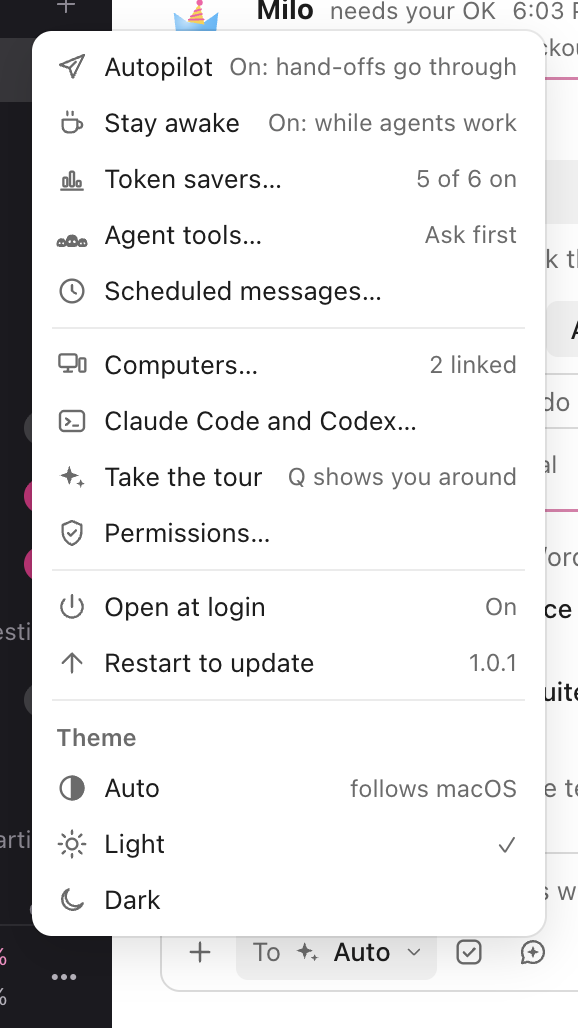 Milo needs your OK 6:03
Autopilot On: hand-offs go through
Stay awake On: while agents work
Token savers... 5 of 6 on
Agent tools... Ask first
Scheduled messages...
Computers... 2 linked
Claude Code and Codex...
Take the tour Q shows you around
Permissions...
Open at login On
Restart to update 1.0.1
Theme
Auto follows macOS
Light
Dark
To Auto